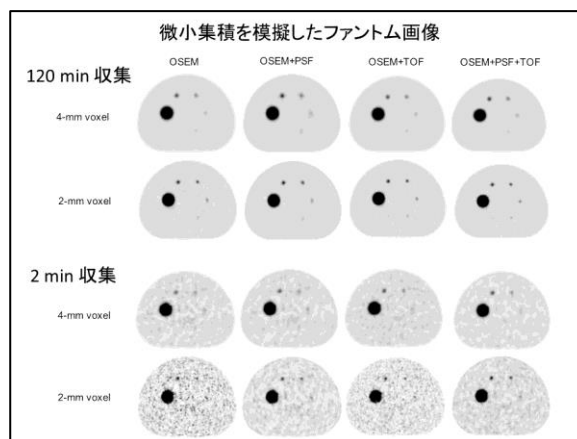 微小集積を模擬したファントム画像
OSEM OSEM+PSF OSEM+TOF OSEM+PSF+TOF
120 min 収集
4-mm voxel
2-mm voxel
2 min 収集
4-mm voxel
2-mm voxel